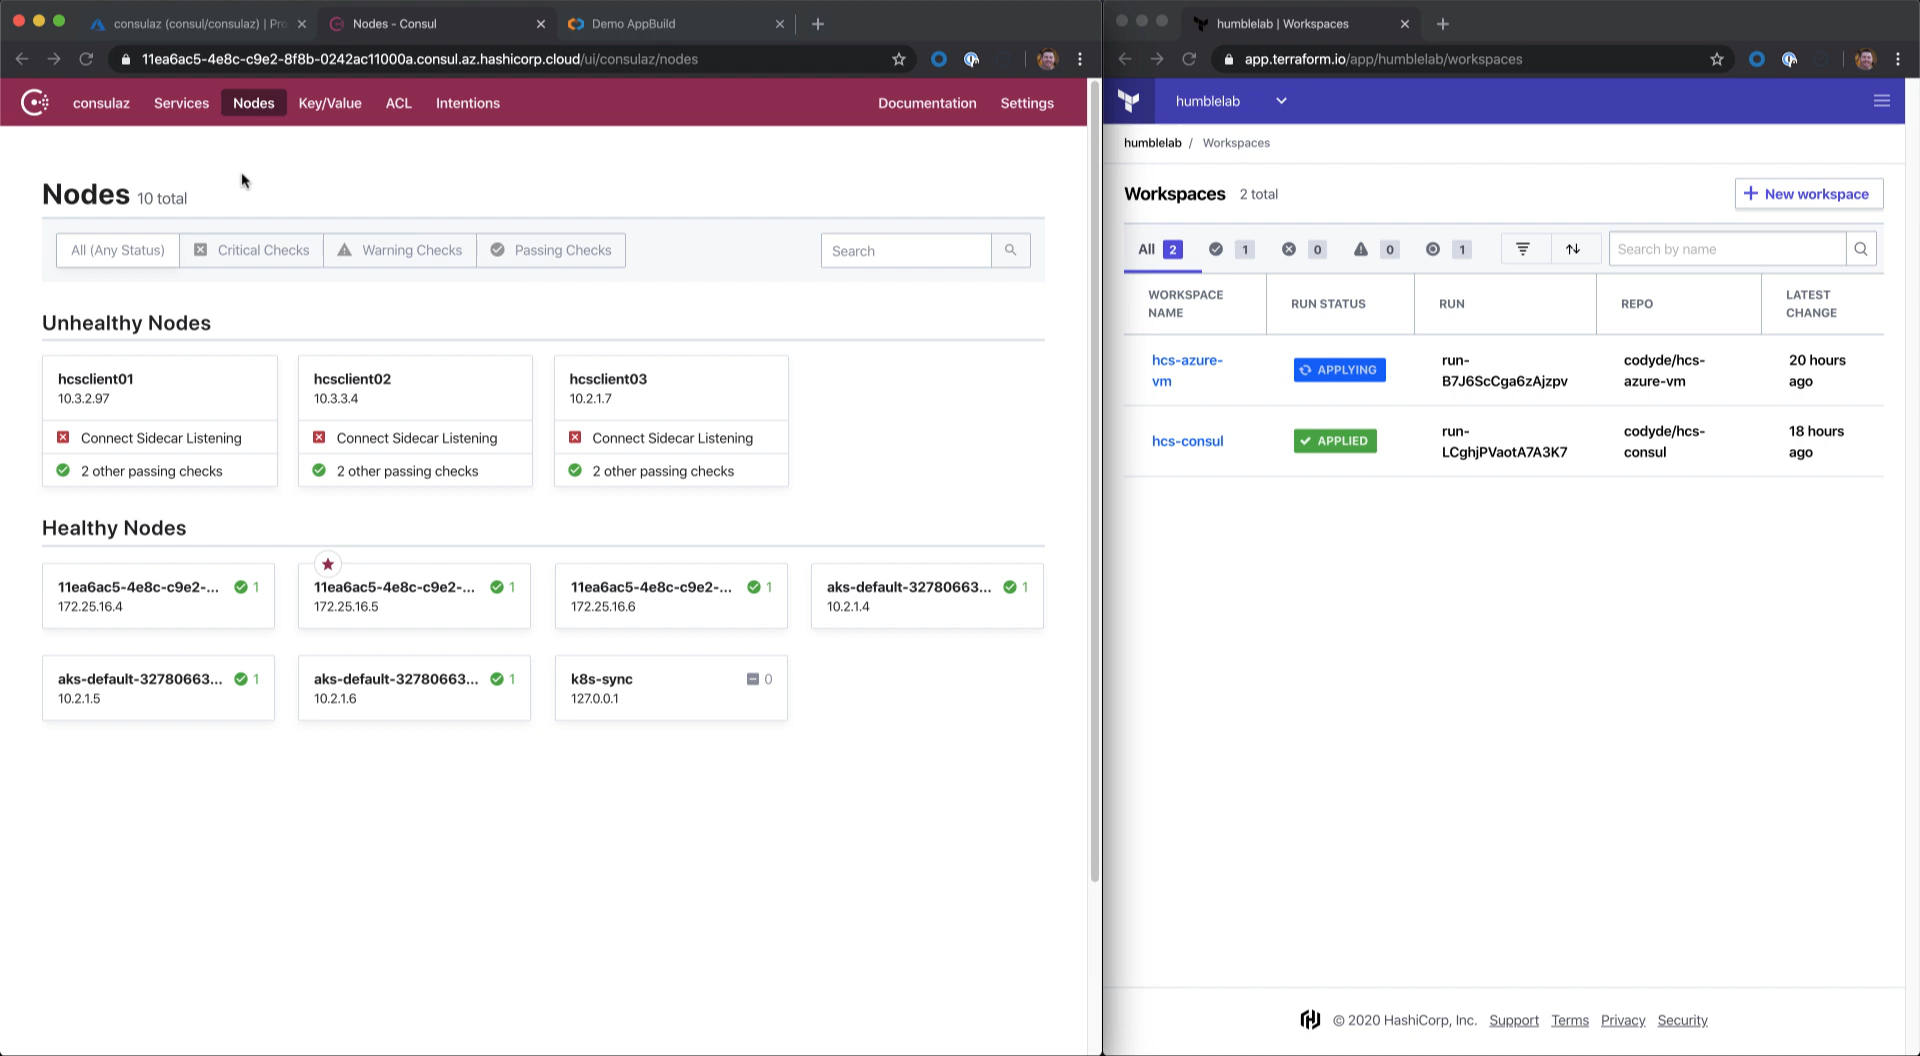 consulaz (consul/consulaz) | Pro
Nodes - Consul
Demo AppBuild
11ea6ac5-4e8c-c9e2-8f8b-0242ac11000a.consul.az.hashicorp.cloud/ui/consulaz/nodes
consulaz
Services
Nodes
Key/Value
ACL
Intentions
Documentation
Settings
Nodes 10 total
All (Any Status)
Critical Checks
Warning Checks
Passing Checks
Search
Unhealthy Nodes
hcsclient01
10.3.2.97
Connect Sidecar Listening
2 other passing checks
hcsclient02
10.3.3.4
Connect Sidecar Listening
2 other passing checks
hcsclient03
10.2.1.7
Connect Sidecar Listening
2 other passing checks
Healthy Nodes
11ea6ac5-4e8c-c9e2-... 1
172.25.16.4
11ea6ac5-4e8c-c9e2-... 1
172.25.16.5
11ea6ac5-4e8c-c9e2-... 1
172.25.16.6
aks-default-32780663... 1
10.2.1.4
aks-default-32780663... 1
10.2.1.5
aks-default-32780663... 1
10.2.1.6
k8s-sync 0
127.0.0.1
humblelab | Workspaces
app.terraform.io/app/humblelab/workspaces
humblelab
humblelab / Workspaces
Workspaces 2 total
+ New workspace
All 2
1
0
0
1
Search by name
WORKSPACE
NAME
RUN STATUS
RUN
REPO
LATEST
CHANGE
hcs-azure-
vm
APPLYING
run-
B7J6ScCga6zAjzpv
codyde/hcs-
azure-vm
20 hours
ago
hcs-consul
APPLIED
run-
LCghjPVaotA7A3K7
codyde/hcs-
consul
18 hours
ago
© 2020 HashiCorp, Inc. Support Terms Privacy Security